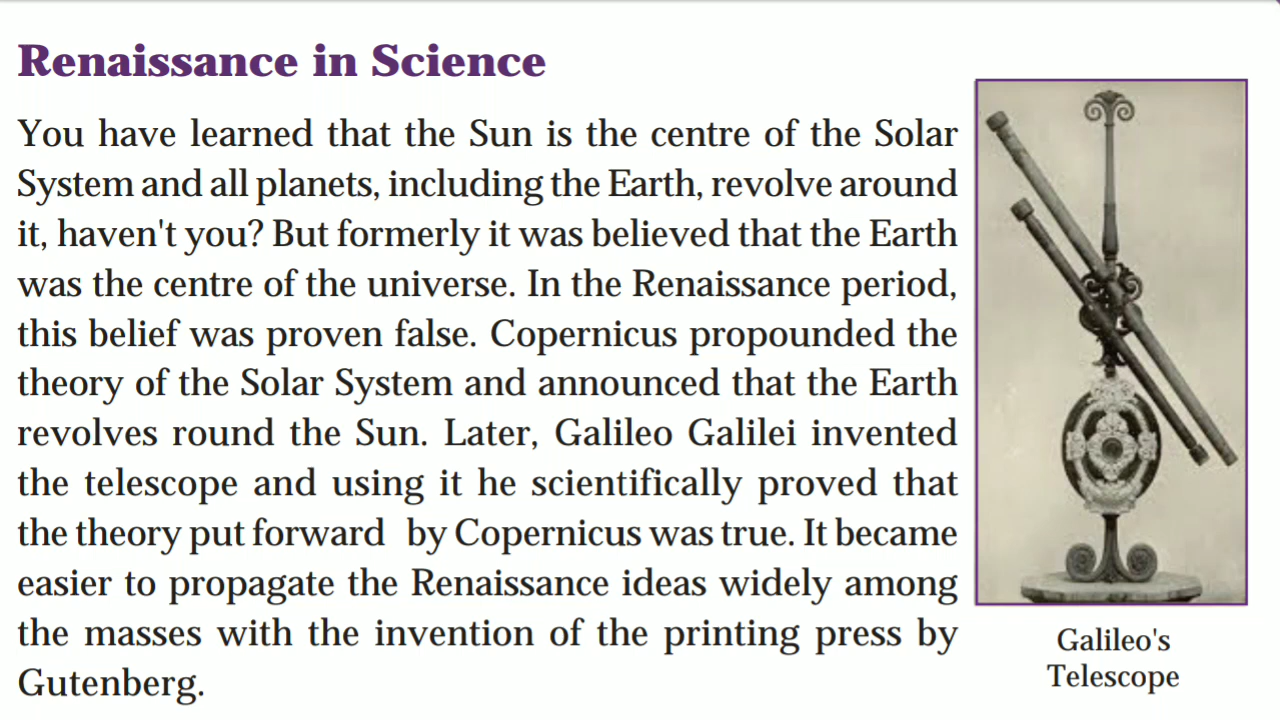 Renaissance in Science
You have learned that the Sun is the centre of the Solar
System and all planets, including the Earth, revolve around
it, haven't you? But formerly it was believed that the Earth
was the centre of the universe. In the Renaissance period,
this belief was proven false. Copernicus propounded the
theory of the Solar System and announced that the Earth
revolves round the Sun. Later, Galileo Galilei invented
the telescope and using it he scientifically proved that
the theory put forward by Copernicus was true. It became
easier to propagate the Renaissance ideas widely among
the masses with the invention of the printing press by
Gutenberg.
Galileo's
Telescope